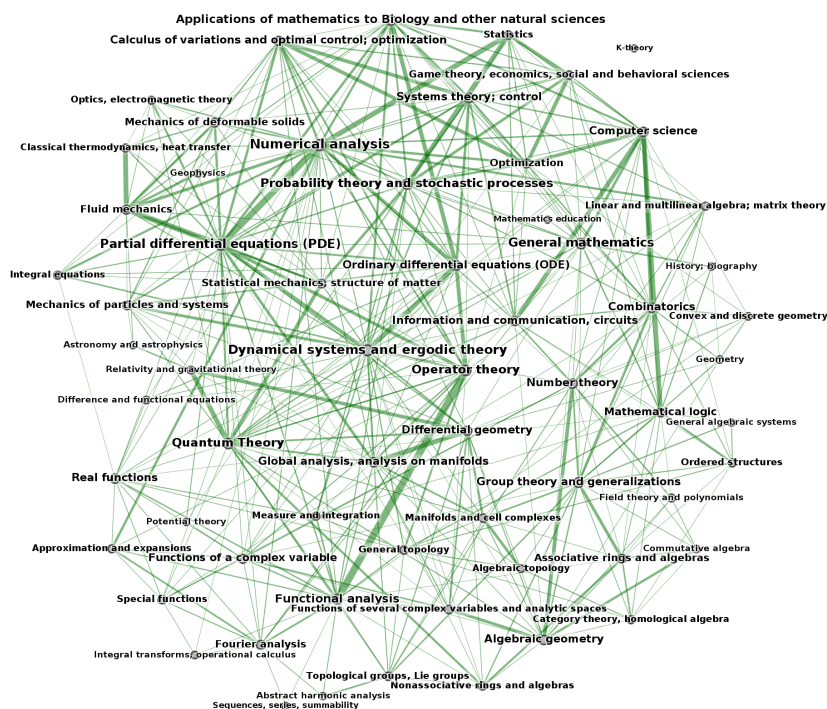 Applications of mathematics to Biology and other natural sciences
Statistics
Calculus of variations and optimal control; optimization
K-theory
Game theory, economics, social and behavioral sciences
Optics, electromagnetic theory
Systems theory; control
Mechanics of deformable solids
Computer science
Numerical analysis
Classical thermodynamics, heat transfer
Optimization
Geophysics
Probability theory and stochastic processes
Linear and multilinear algebra; matrix theory
Fluid mechanics
Mathematics education
Partial differential equations (PDE)
General mathematics
Ordinary differential equations (ODE)
History; biography
Integral equations
Statistical mechanics, structure of matter
Mechanics of particles and systems
Combinatorics
Convex and discrete geometry
Information and communication, circuits
Astronomy and astrophysics
Dynamical systems and ergodic theory
Geometry
Relativity and gravitational theory
Operator theory
Number theory
Difference and functional equations
Mathematical logic
General algebraic systems
Differential geometry
Quantum Theory
Global analysis, analysis on manifolds
Ordered structures
Real functions
Group theory and generalizations
Field theory and polynomials
Measure and integration
Manifolds and cell complexes
Potential theory
Approximation and expansions
General topology
Commutative algebra
Functions of a complex variable
Associative rings and algebras
Algebraic topology
Special functions
Functional analysis
Functions of several complex variables and analytic spaces
Category theory, homological algebra
Algebraic geometry
Fourier analysis
Integral transforms, operational calculus
Topological groups, Lie groups
Nonassociative rings and algebras
Abstract harmonic analysis
Sequences, series, summability